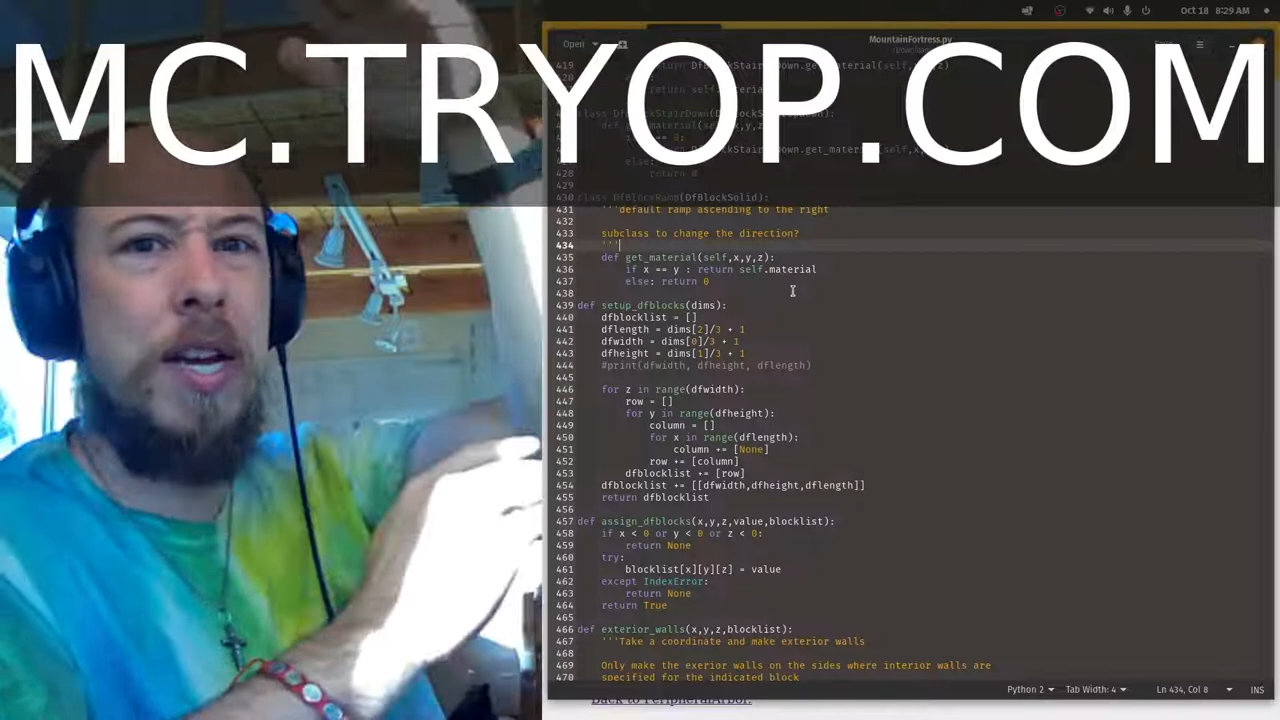 Oct 18 8:29 AM
MC.TRYOP.COM
Open
MountainFortress.py
419
428
429
430 class DfBlockRamp(DfBlockSolid):
431 '''default ramp ascending to the right
432
433 subclass to change the direction?
434 '''
435 def get_material(self,x,y,z):
436 if x == y : return self.material
437 else: return 0
438
439 def setup_dfblocks(dims):
440 dfblocklist = []
441 dflength = dims[2]/3 + 1
442 dfwidth = dims[0]/3 + 1
443 dfheight = dims[1]/3 + 1
444 #print(dfwidth, dfheight, dflength)
445
446 for z in range(dfwidth):
447 row = []
448 for y in range(dfheight):
449 column = []
450 for x in range(dflength):
451 column += [None]
452 row += [column]
453 dfblocklist += [row]
454 dfblocklist += [[dfwidth,dfheight,dflength]]
455 return dfblocklist
456
457 def assign_dfblocks(x,y,z,value,blocklist):
458 if x < 0 or y < 0 or z < 0:
459 return None
460 try:
461 blocklist[x][y][z] = value
462 except IndexError:
463 return None
464 return True
465
466 def exterior_walls(x,y,z,blocklist):
467 '''Take a coordinate and make exterior walls
468
469 Only make the exerior walls on the sides where interior walls are
470 specified for the indicated block
Python 2 Tab Width: 4 Ln 434, Col 8 INS
Back to PeripheralArbor.